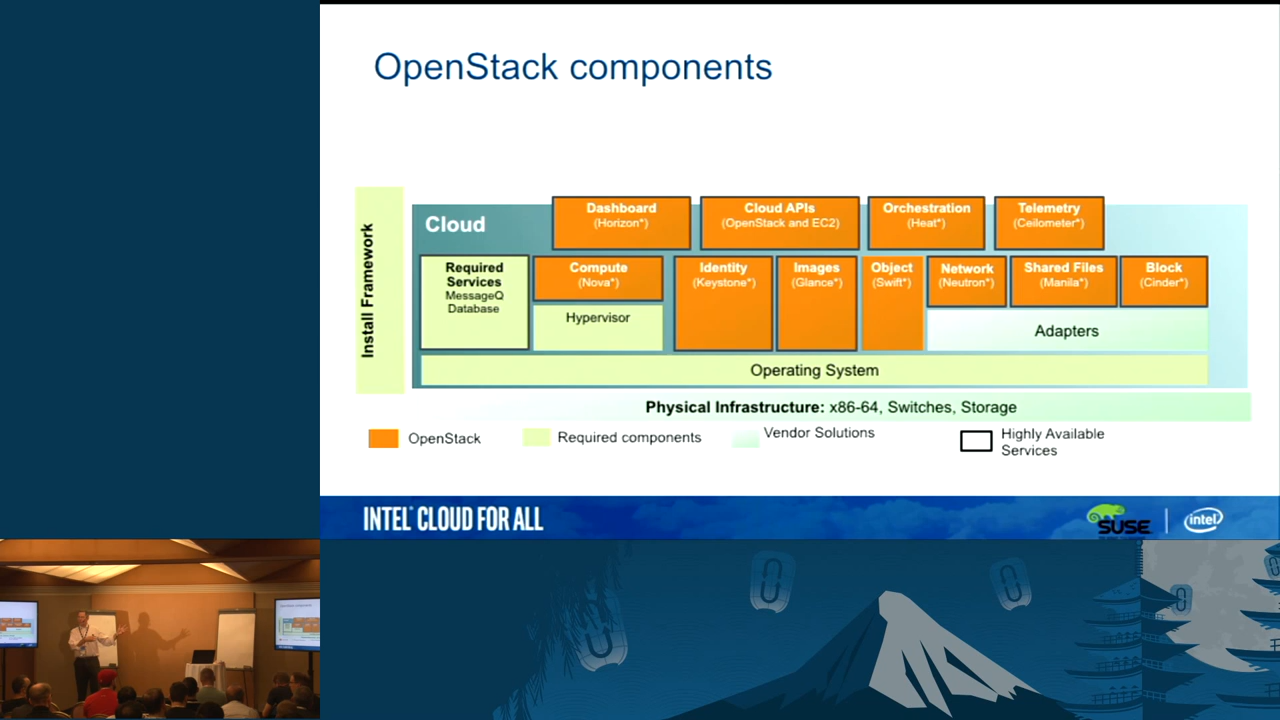 OpenStack components
Install Framework
Cloud
Dashboard
(Horizon*)
Cloud APIs
(OpenStack and EC2)
Orchestration
(Heat*)
Telemetry
(Ceilometer*)
Required
Services
MessageQ
Database
Compute
(Nova*)
Hypervisor
Identity
(Keystone*)
Images
(Glance*)
Object
(Swift*)
Network
(Neutron*)
Shared Files
(Manila*)
Block
(Cinder*)
Adapters
Operating System
Physical Infrastructure: x86-64, Switches, Storage
OpenStack
Required components
Vendor Solutions
Highly Available
Services
INTEL® CLOUD FOR ALL
SUSE
intel